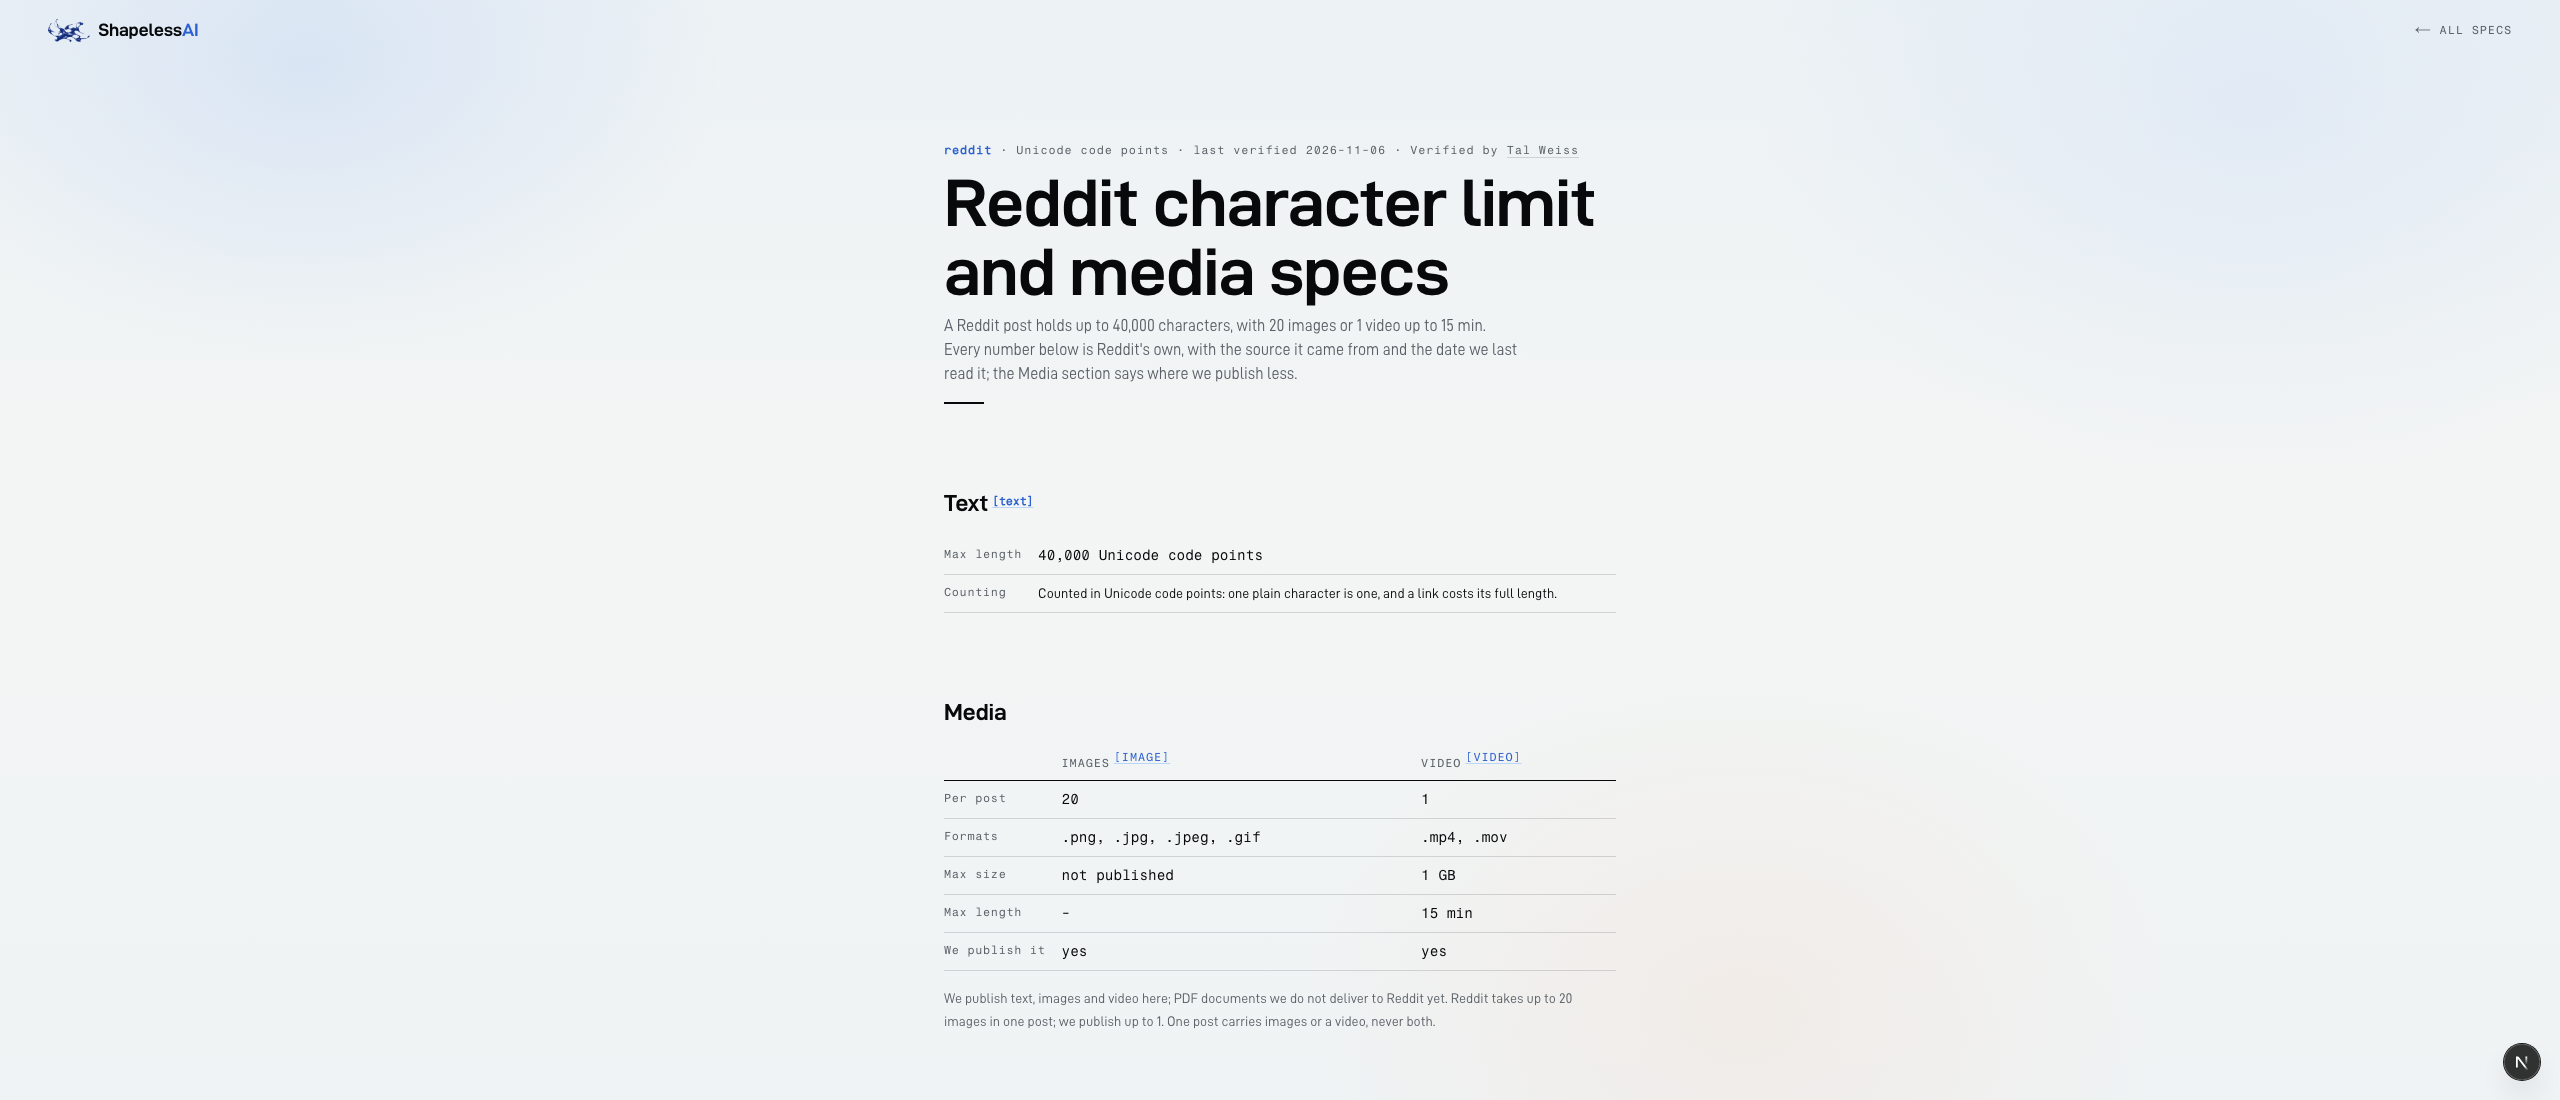 ShapelessAI
← ALL SPECS
reddit · Unicode code points · last verified 2026-11-06 · Verified by Tal Weiss
Reddit character limit
and media specs
A Reddit post holds up to 40,000 characters, with 20 images or 1 video up to 15 min.
Every number below is Reddit's own, with the source it came from and the date we last
read it; the Media section says where we publish less.
Text [text]
Max length 40,000 Unicode code points
Counting Counted in Unicode code points: one plain character is one, and a link costs its full length.
Media
IMAGES [IMAGE] VIDEO [VIDEO]
Per post 20 1
Formats .png, .jpg, .jpeg, .gif .mp4, .mov
Max size not published 1 GB
Max length – 15 min
We publish it yes yes
We publish text, images and video here; PDF documents we do not deliver to Reddit yet. Reddit takes up to 20
images in one post; we publish up to 1. One post carries images or a video, never both.
N